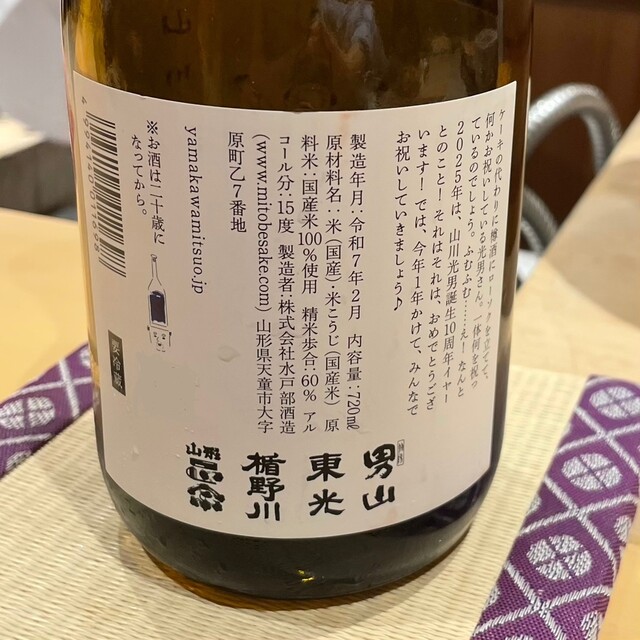 ケーキの代わりに樽酒にローソクを立てて、
何かお祝いしている光男さん。一体何を祝っ
ているのでしょう。ふむふむ……えーなんと
2025年は、山川光男誕生10周年イヤー
とのこと!それはそれは、おめでとうござ
います!では、今年1年かけて、みんなで
お祝いしていきましょう♪
製造年月:令和7年2月 内容量:720ml
原材料名:米(国産)・米こうじ(国産米) 原
料米:国産米100%使用 精米歩合:60% アル
コール分:15度 製造者:株式会社水戸部酒造
(www.mitobesake.com) 山形県天童市大字
原町乙7番地
yamakawamitsuo.jp
※お酒は二十歳に
なってから。
要冷蔵
男山
東光
楯野川
山形正宗